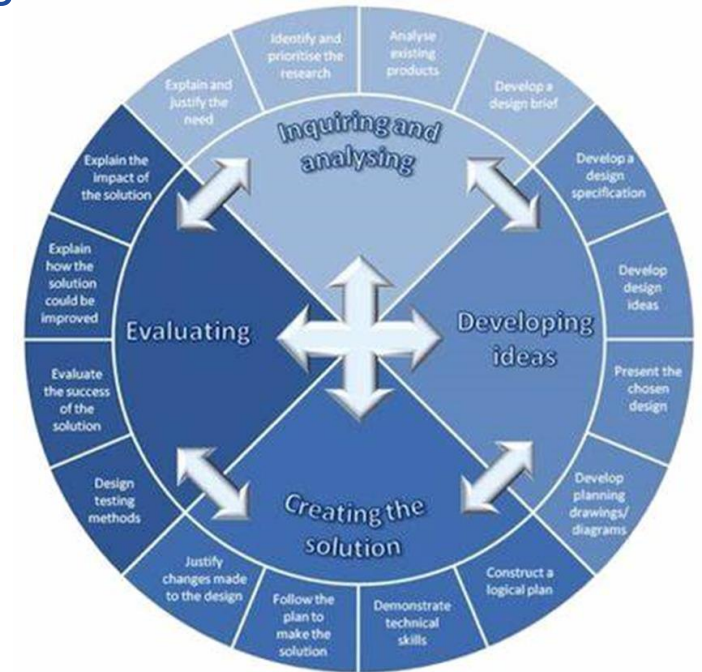 Inquiring and
analysing
Explain and
justify the
need
Identify and
prioritise the
research
Analyse
existing
products
Develop a
design brief
Developing
ideas
Develop a
design
specification
Develop
design
ideas
Present the
chosen
design
Develop
planning
drawings/
diagrams
Creating the
solution
Construct a
logical plan
Demonstrate
technical
skills
Follow the
plan to
make the
solution
Justify
changes made
to the design
Evaluating
Design
testing
methods
Evaluate
the success
of the
solution
Explain
how the
solution
could be
improved
Explain the
impact of
the solution